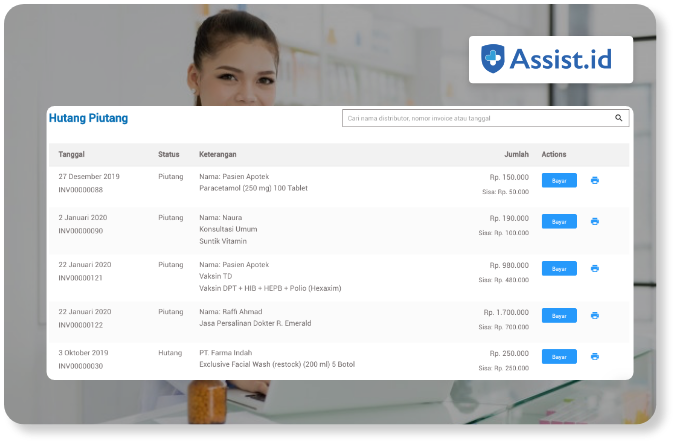 Assist.id
Hutang Piutang
Cari nama distributor, nomor invoice atau tanggal
Tanggal Status Keterangan Jumlah Actions
27 Desember 2019 Piutang Nama: Pasien Apotek Rp. 150.000 Bayar
INV00000088 Paracetamol (250 mg) 100 Tablet Sisa: Rp. 50.000
2 Januari 2020 Piutang Nama: Naura Rp. 190.000 Bayar
INV00000090 Konsultasi Umum Sisa: Rp. 100.000
Suntik Vitamin
22 Januari 2020 Piutang Nama: Pasien Apotek Rp. 980.000 Bayar
INV00000121 Vaksin TD Sisa: Rp. 480.000
Vaksin DPT + HIB + HEPB + Polio (Hexaxim)
22 Januari 2020 Piutang Nama: Raffi Ahmad Rp. 1.700.000 Bayar
INV00000122 Jasa Persalinan Dokter R. Emerald Sisa: Rp. 700.000
3 Oktober 2019 Hutang PT. Farma Indah Rp. 250.000 Bayar
INV00000030 Exclusive Facial Wash (restock) (200 ml) 5 Botol Sisa: Rp. 250.000